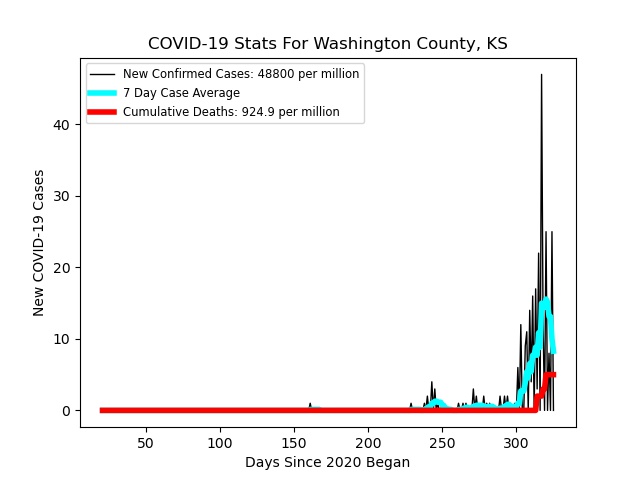 COVID-19 Stats For Washington County, KS
New Confirmed Cases: 48800 per million
7 Day Case Average
Cumulative Deaths: 924.9 per million
New COVID-19 Cases
40
30
20
10
0
50 100 150 200 250 300
Days Since 2020 Began